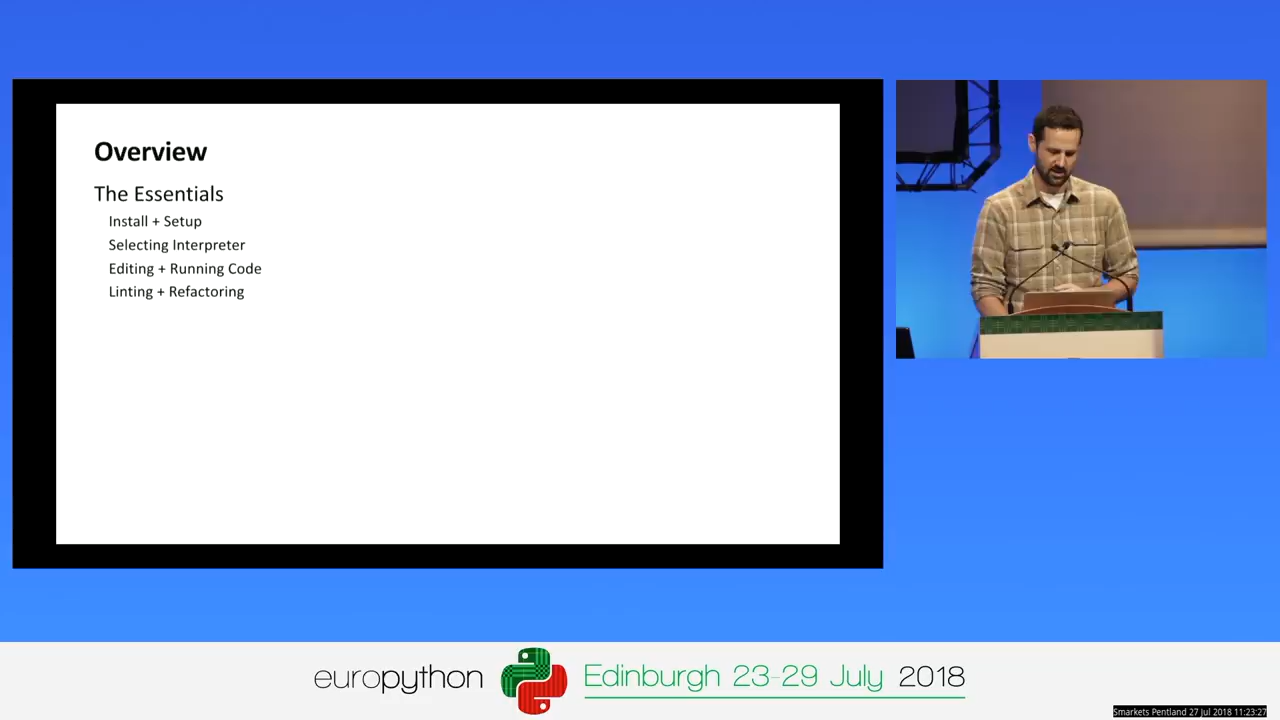 Overview
The Essentials
Install + Setup
Selecting Interpreter
Editing + Running Code
Linting + Refactoring
europython Edinburgh 23-29 July 2018
Smarkets Pentland 27 Jul 2018 11:23:27